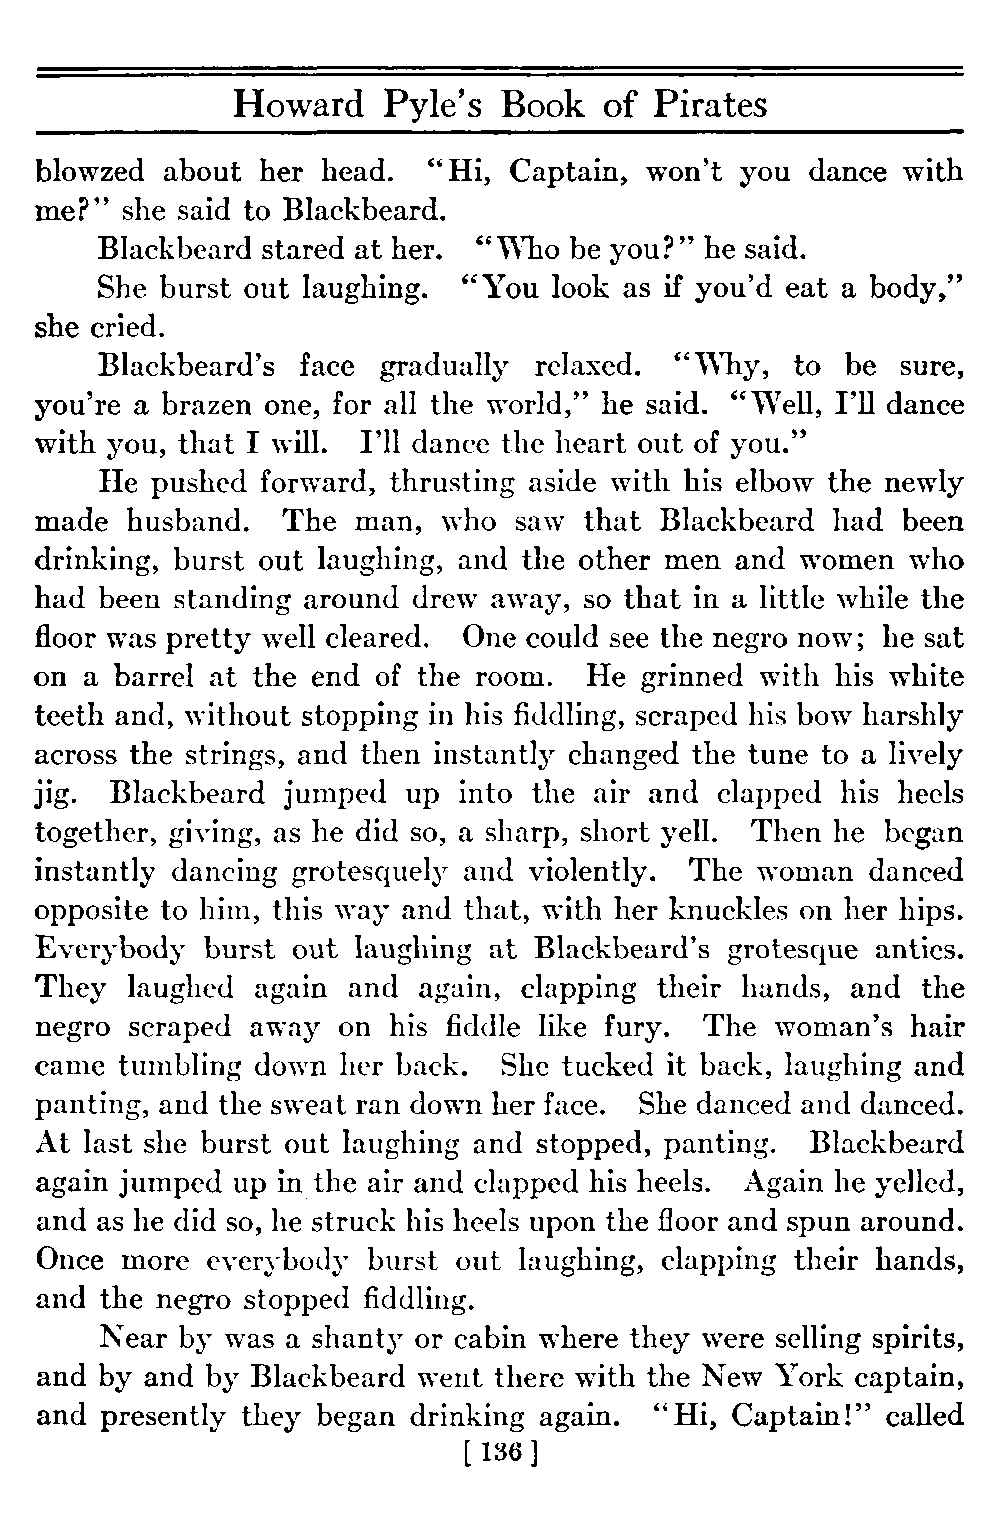 Howard Pyle's Book of Pirates
blowzed about her head. "Hi, Captain, won't you dance with
me?" she said to Blackbeard.
Blackbeard stared at her. "Who be you?" he said.
She burst out laughing. "You look as if you'd eat a body,"
she cried.
Blackbeard's face gradually relaxed. "Why, to be sure,
you're a brazen one, for all the world," he said. "Well, I'll dance
with you, that I will. I'll dance the heart out of you."
He pushed forward, thrusting aside with his elbow the newly
made husband. The man, who saw that Blackbeard had been
drinking, burst out laughing, and the other men and women who
had been standing around drew away, so that in a little while the
floor was pretty well cleared. One could see the negro now; he sat
on a barrel at the end of the room. He grinned with his white
teeth and, without stopping in his fiddling, scraped his bow harshly
across the strings, and then instantly changed the tune to a lively
jig. Blackbeard jumped up into the air and clapped his heels
together, giving, as he did so, a sharp, short yell. Then he began
instantly dancing grotesquely and violently. The woman danced
opposite to him, this way and that, with her knuckles on her hips.
Everybody burst out laughing at Blackbeard's grotesque antics.
They laughed again and again, clapping their hands, and the
negro scraped away on his fiddle like fury. The woman's hair
came tumbling down her back. She tucked it back, laughing and
panting, and the sweat ran down her face. She danced and danced.
At last she burst out laughing and stopped, panting. Blackbeard
again jumped up in the air and clapped his heels. Again he yelled,
and as he did so, he struck his heels upon the floor and spun around.
Once more everybody burst out laughing, clapping their hands,
and the negro stopped fiddling.
Near by was a shanty or cabin where they were selling spirits,
and by and by Blackbeard went there with the New York captain,
and presently they began drinking again. "Hi, Captain!" called
[ 136 ]